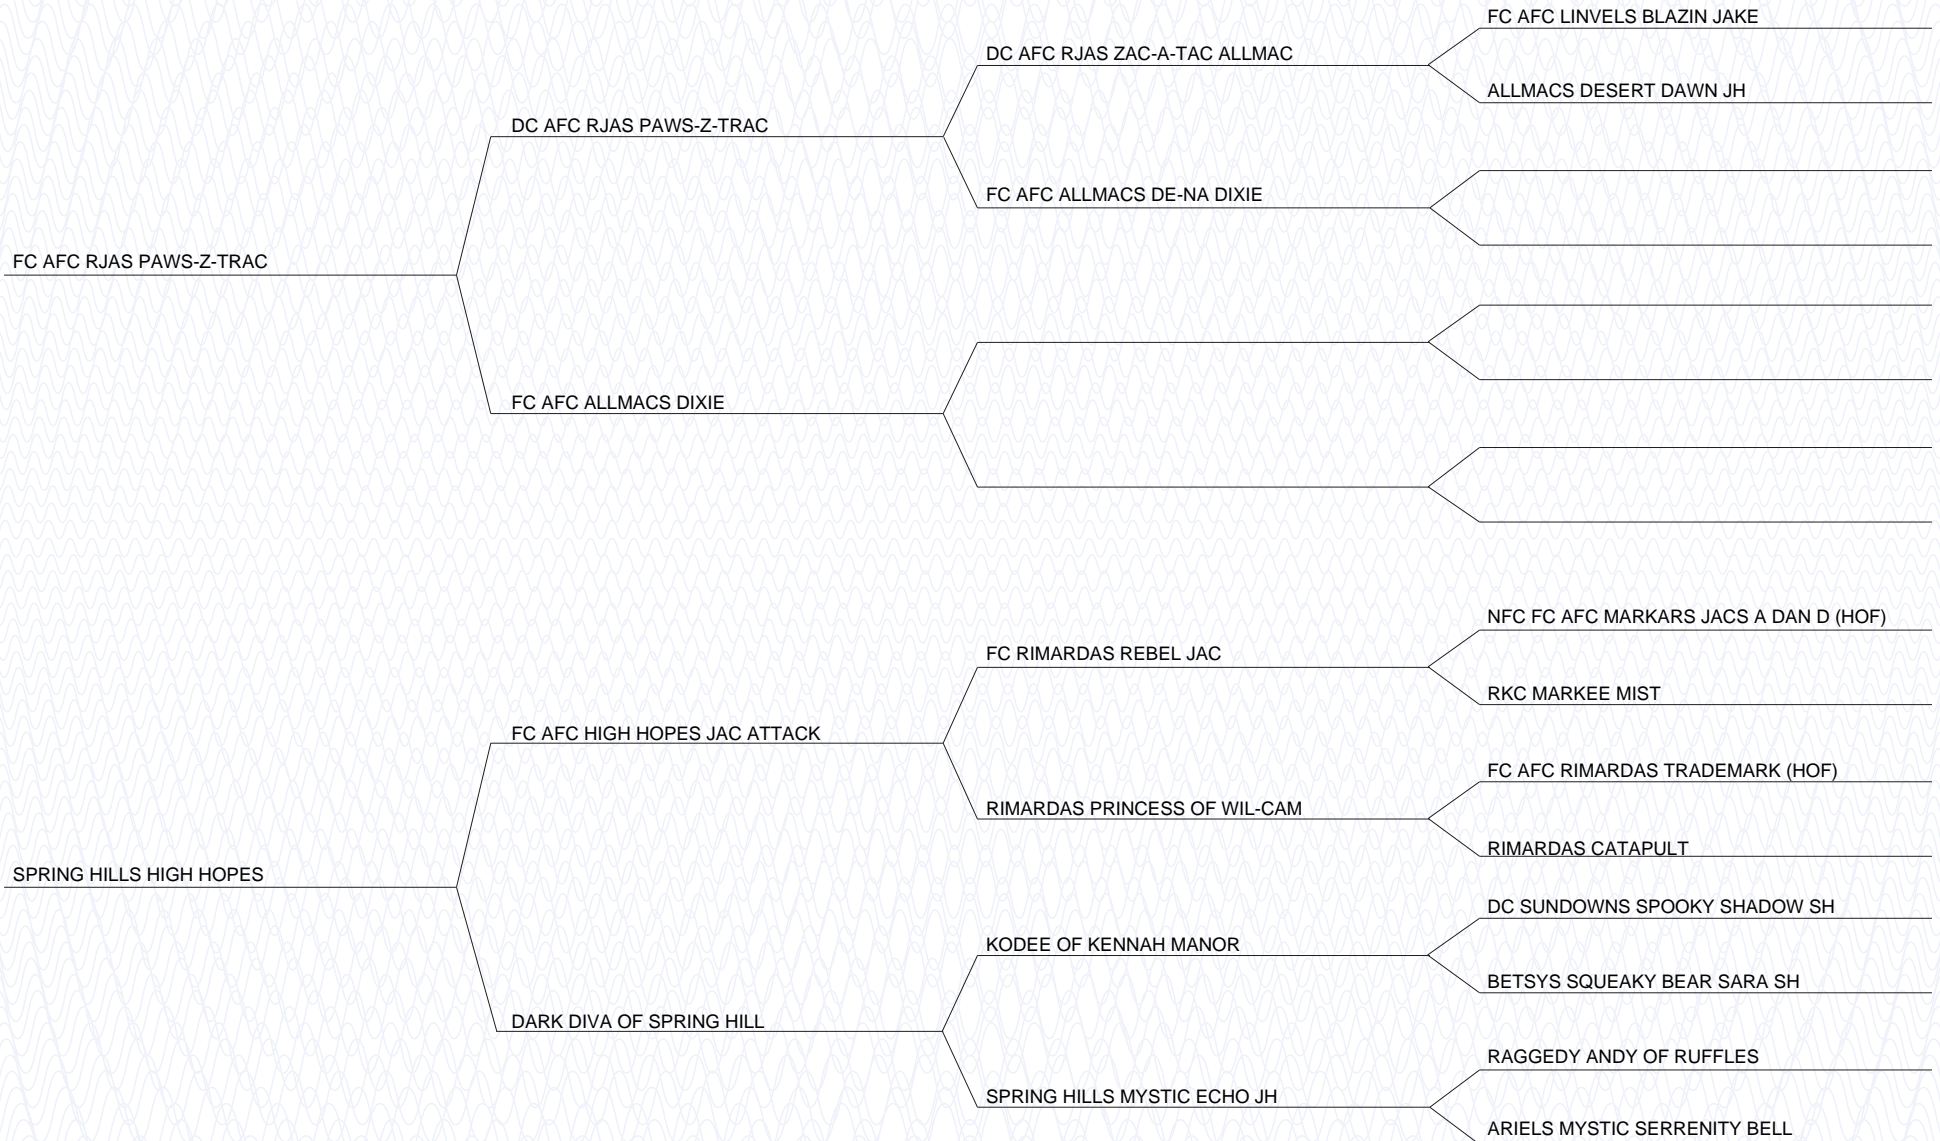 FC AFC LINVELS BLAZIN JAKE
DC AFC RJAS ZAC-A-TAC ALLMAC
ALLMACS DESERT DAWN JH
DC AFC RJAS PAWS-Z-TRAC
FC AFC ALLMACS DE-NA DIXIE
FC AFC RJAS PAWS-Z-TRAC
FC AFC ALLMACS DIXIE
NFC FC AFC MARKARS JACS A DAN D (HOF)
FC RIMARDAS REBEL JAC
RKC MARKEE MIST
FC AFC HIGH HOPES JAC ATTACK
FC AFC RIMARDAS TRADEMARK (HOF)
RIMARDAS PRINCESS OF WIL-CAM
RIMARDAS CATAPULT
SPRING HILLS HIGH HOPES
DC SUNDOWNS SPOOKY SHADOW SH
KODEE OF KENNAH MANOR
BETSYS SQUEAKY BEAR SARA SH
DARK DIVA OF SPRING HILL
RAGGEDY ANDY OF RUFFLES
SPRING HILLS MYSTIC ECHO JH
ARIELS MYSTIC SERRENITY BELL